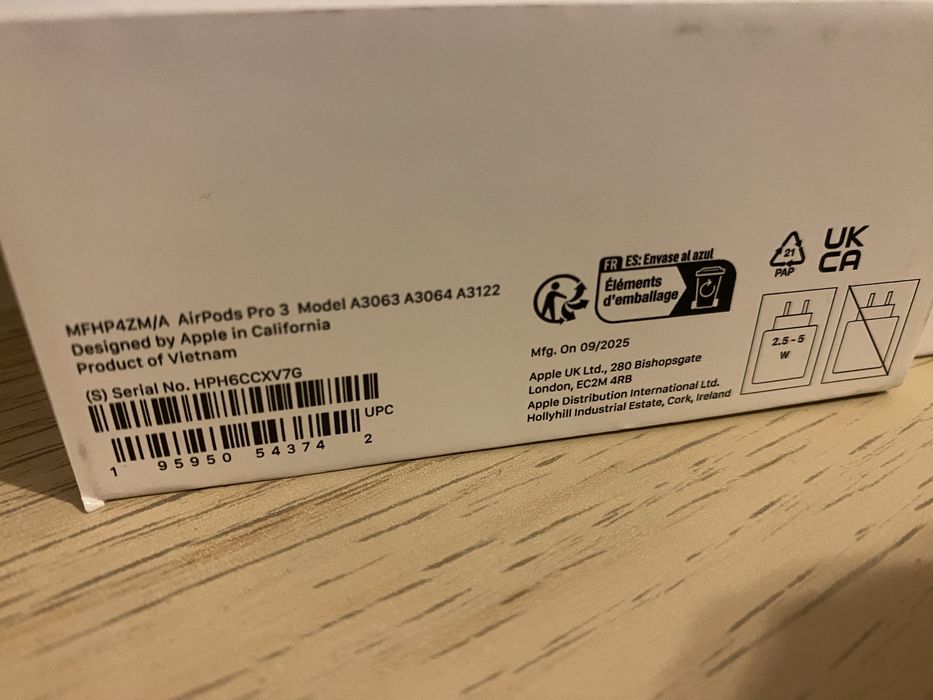 MFHP4ZM/A AirPods Pro 3 Model A3063 A3064 A3122
Designed by Apple in California
Product of Vietnam
(S) Serial No. HPH6CCXV7G
UPC
1 95950 54374 2
FR ES: Envase al azul
Éléments
d'emballage
Mfg. On 09/2025
Apple UK Ltd., 280 Bishopsgate
London, EC2M 4RB
Apple Distribution International Ltd.
Hollyhill Industrial Estate, Cork, Ireland
21
PAP
UK
CA
2.5 - 5
W